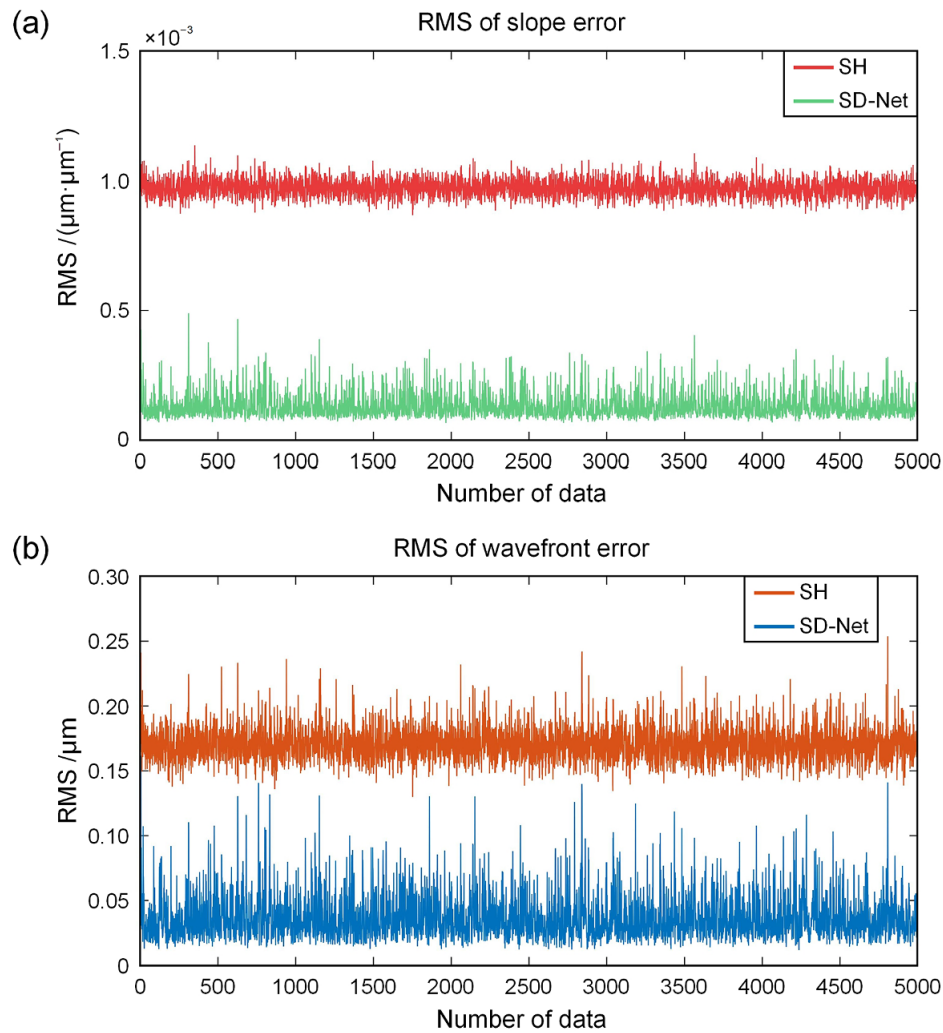 (a)
RMS of slope error
×10⁻³
1.5
1.0
0.5
0
RMS / (μm·μm⁻¹)
SH
SD-Net
0 500 1000 1500 2000 2500 3000 3500 4000 4500 5000
Number of data
(b)
RMS of wavefront error
0.30
0.25
0.20
0.15
0.10
0.05
0
RMS /μm
SH
SD-Net
0 500 1000 1500 2000 2500 3000 3500 4000 4500 5000
Number of data